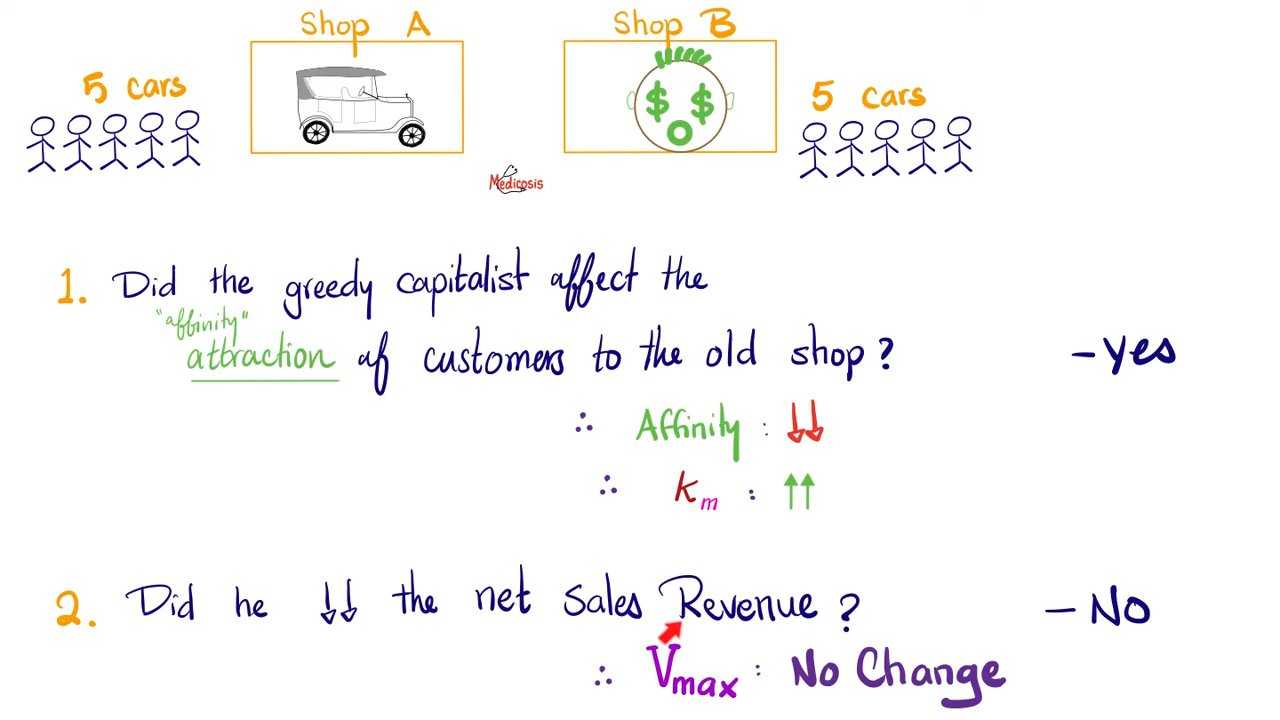 Shop A
Shop B
5 cars
5 cars
$ $
Medicosis
1. Did the greedy capitalist affect the
"affinity"
attraction of customers to the old shop? - Yes
∴ Affinity : ↓↓
∴ Km : ↑↑
2. Did he ↓↓ the net sales Revenue? - No
∴ Vmax : No Change